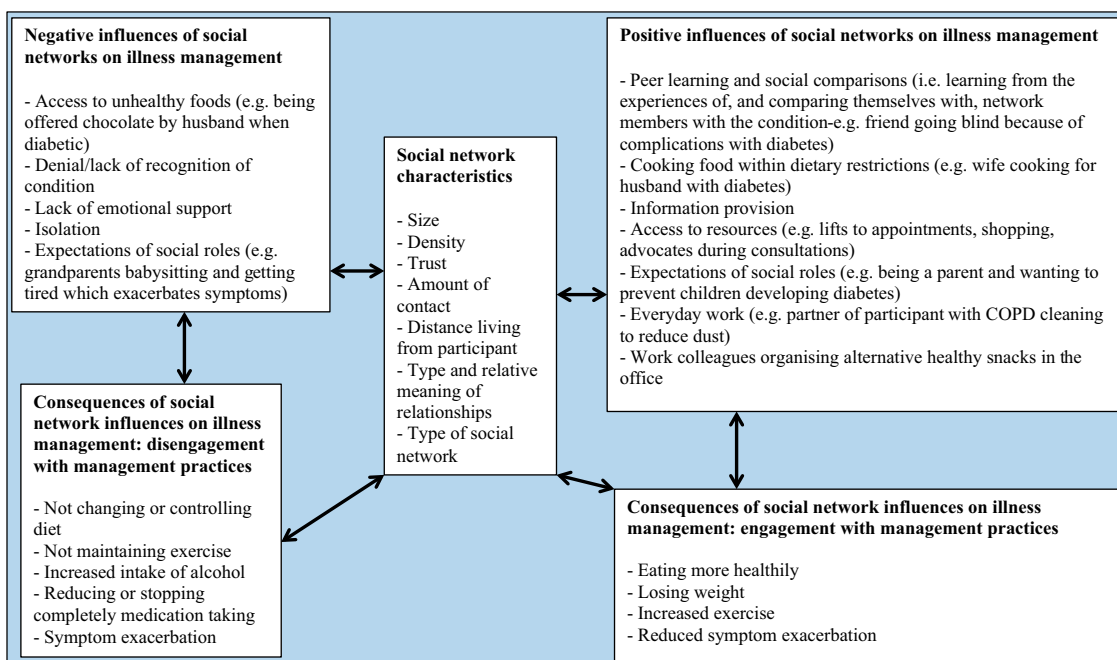 Negative influences of social
networks on illness management
- Access to unhealthy foods (e.g. being
offered chocolate by husband when
diabetic)
- Denial/lack of recognition of
condition
- Lack of emotional support
- Isolation
- Expectations of social roles (e.g.
grandparents babysitting and getting
tired which exacerbates symptoms)
Social network
characteristics
- Size
- Density
- Trust
- Amount of
contact
- Distance living
from participant
- Type and relative
meaning of
relationships
- Type of social
network
Positive influences of social networks on illness management
- Peer learning and social comparisons (i.e. learning from the
experiences of, and comparing themselves with, network
members with the condition-e.g. friend going blind because of
complications with diabetes)
- Cooking food within dietary restrictions (e.g. wife cooking for
husband with diabetes)
- Information provision
- Access to resources (e.g. lifts to appointments, shopping,
advocates during consultations)
- Expectations of social roles (e.g. being a parent and wanting to
prevent children developing diabetes)
- Everyday work (e.g. partner of participant with COPD cleaning
to reduce dust)
- Work colleagues organising alternative healthy snacks in the
office
Consequences of social
network influences on illness
management: disengagement
with management practices
- Not changing or controlling
diet
- Not maintaining exercise
- Increased intake of alcohol
- Reducing or stopping
completely medication taking
- Symptom exacerbation
Consequences of social network influences on illness
management: engagement with management practices
- Eating more healthily
- Losing weight
- Increased exercise
- Reduced symptom exacerbation